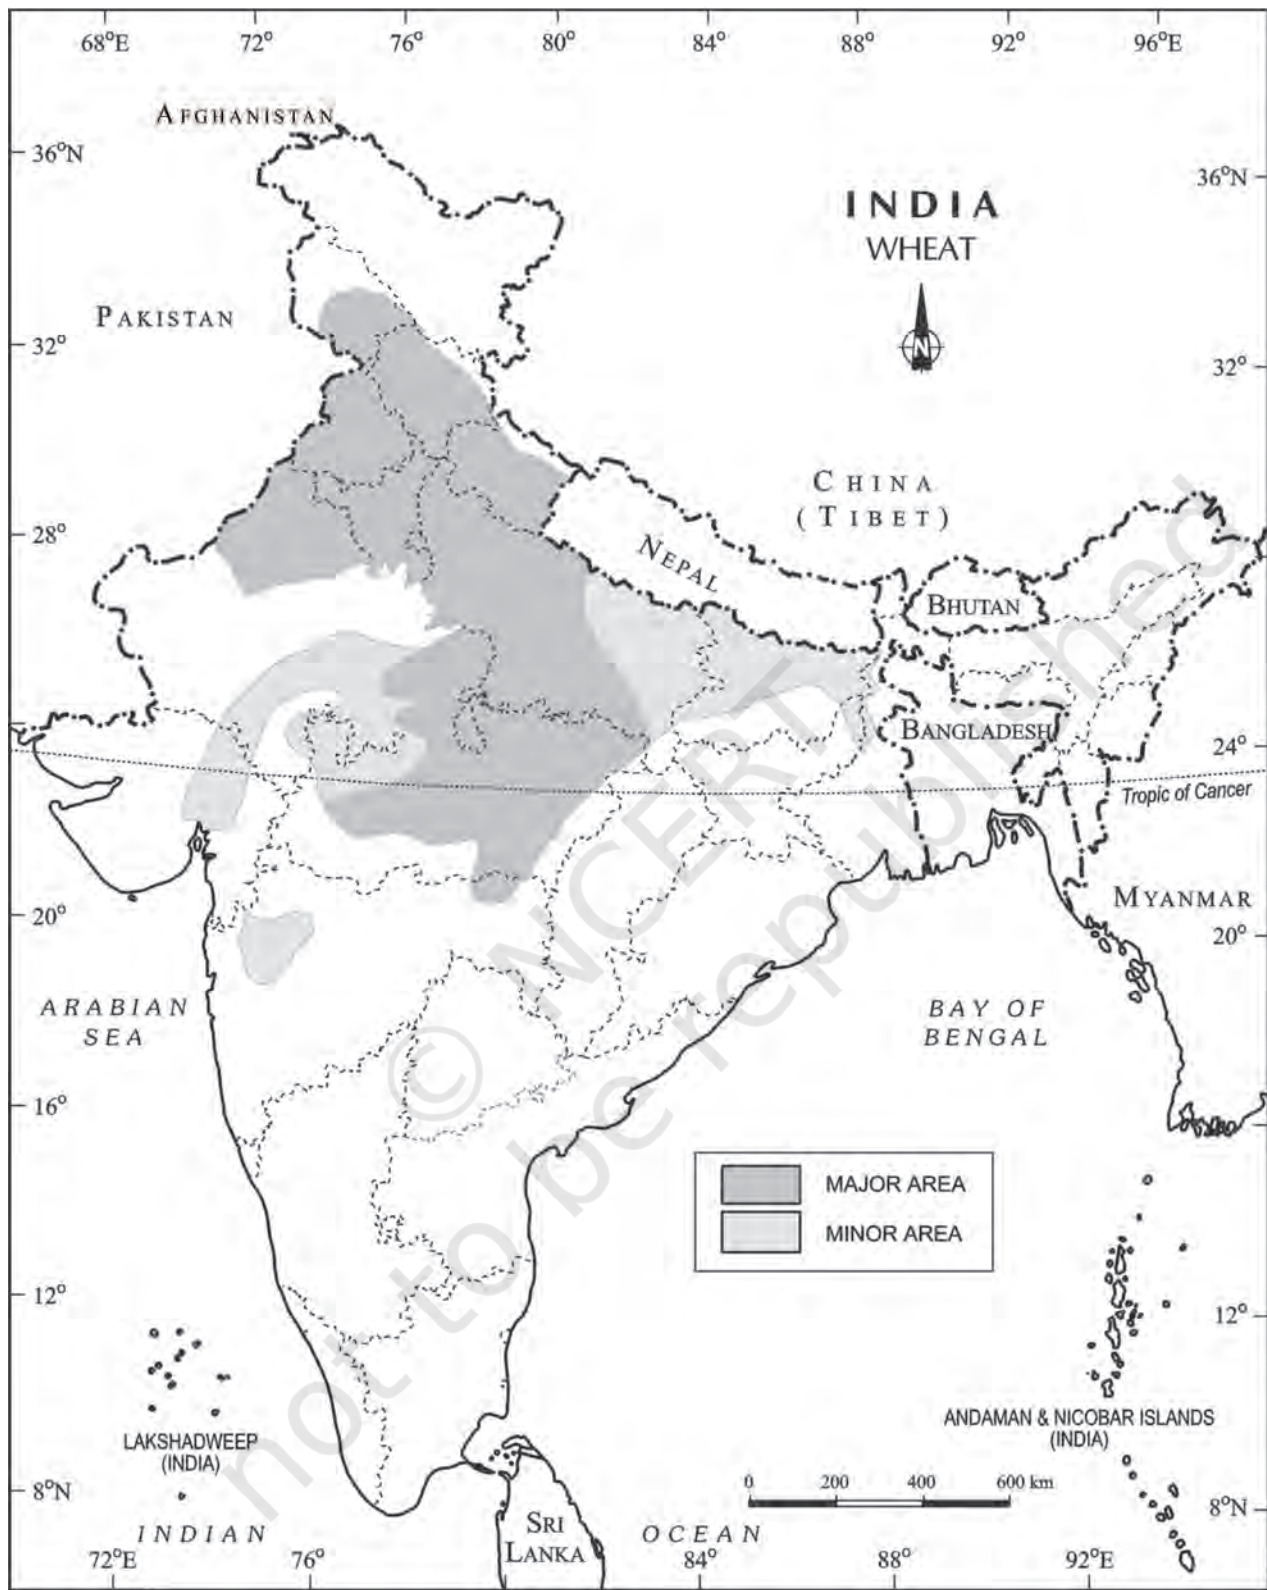 68°E 72° 76° 80° 84° 88° 92° 96°E
AFGHANISTAN
36°N
36°N
INDIA
WHEAT
N
PAKISTAN
32°
32°
CHINA
(TIBET)
28°
NEPAL
BHUTAN
BANGLADESH
24°
Tropic of Cancer
MYANMAR
20°
20°
ARABIAN
SEA
BAY OF
BENGAL
16°
MAJOR AREA
MINOR AREA
12°
12°
LAKSHADWEEP
(INDIA)
ANDAMAN & NICOBAR ISLANDS
(INDIA)
0 200 400 600 km
8°N
8°N
INDIAN OCEAN
SRI
LANKA
72°E 76° 84° 88° 92°E
© NCERT
not to be republished